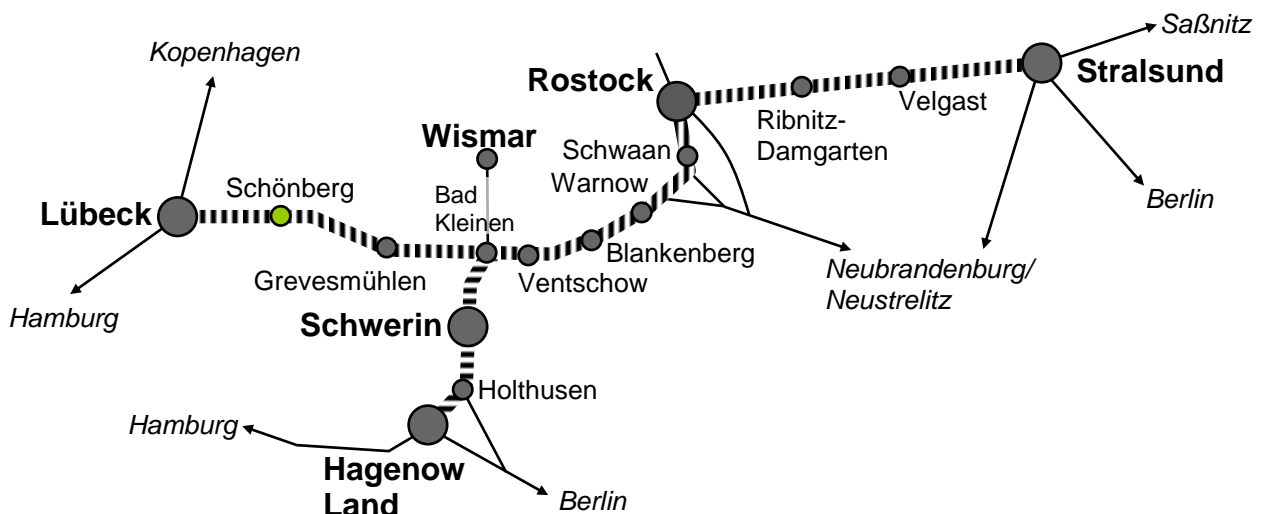 Saßnitz
Kopenhagen
Rostock
Stralsund
Velgast
Ribnitz-
Damgarten
Wismar
Schwaan
Warnow
Schönberg
Bad
Kleinen
Lübeck
Berlin
Blankenberg
Grevesmühlen
Ventschow
Neubrandenburg/
Neustrelitz
Hamburg
Schwerin
Holthusen
Hamburg
Hagenow
Land
Berlin